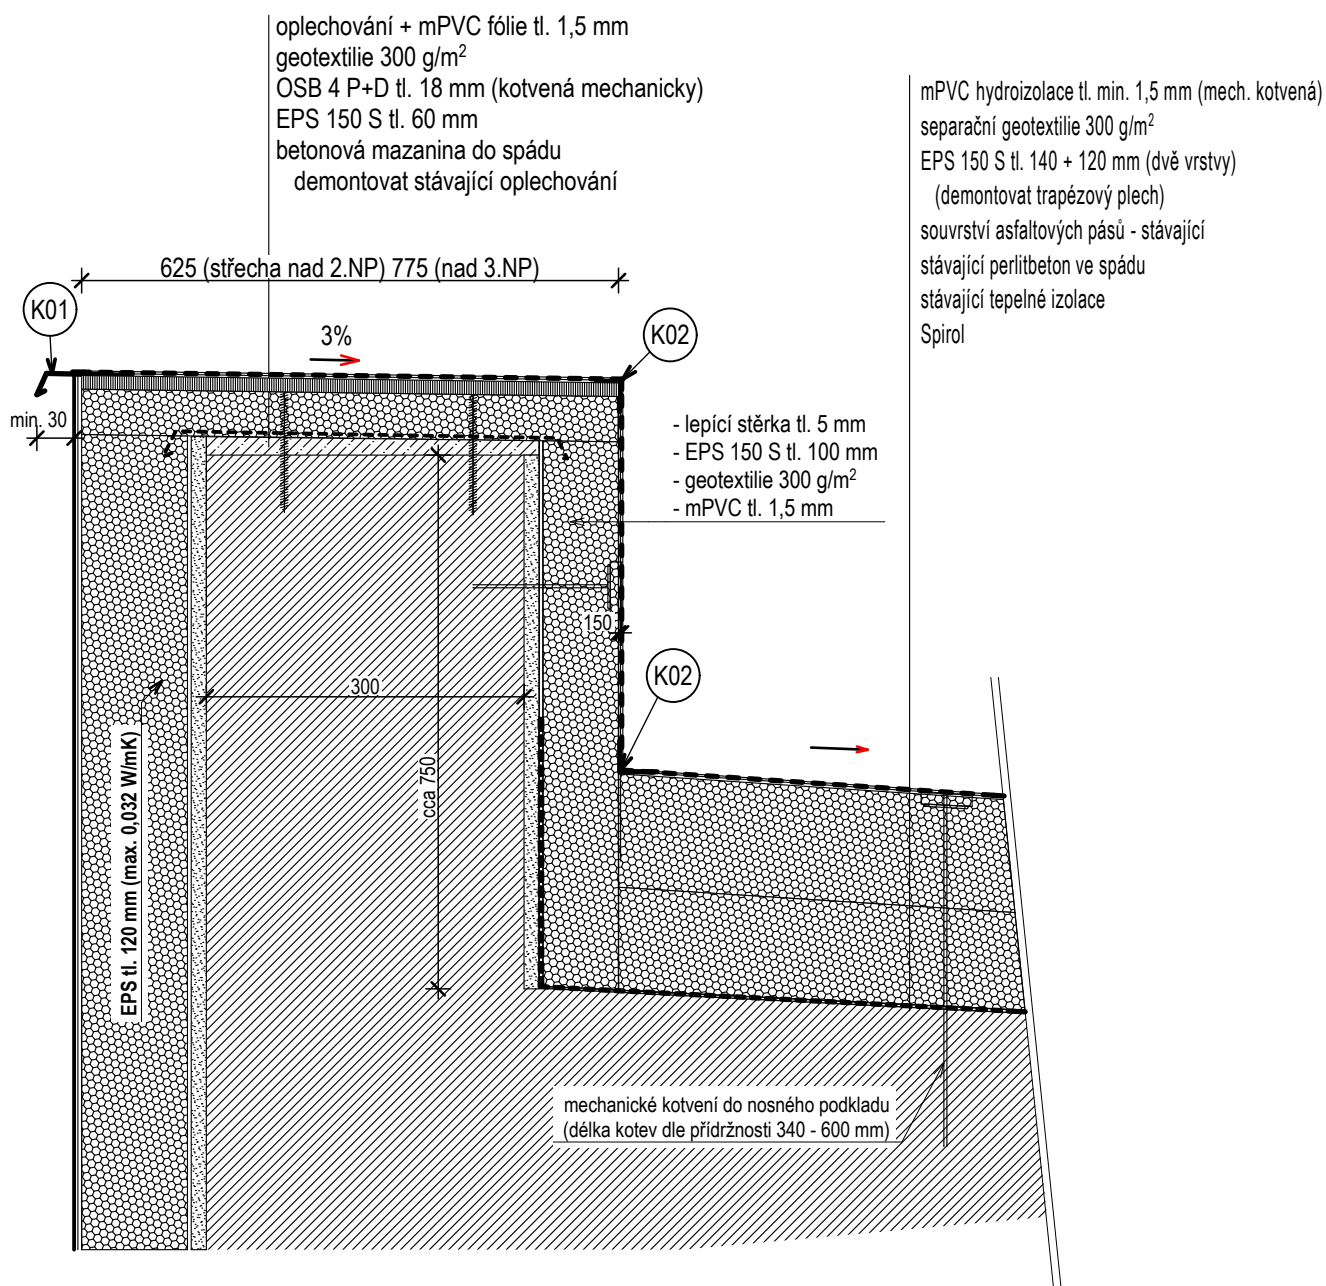 oplechování + mPVC fólie tl. 1,5 mm
geotextilie 300 g/m²
OSB 4 P+D tl. 18 mm (kotvená mechanicky)
EPS 150 S tl. 60 mm
betonová mazanina do spádu
demontovat stávající oplechování
mPVC hydroizolace tl. min. 1,5 mm (mech. kotvená)
separační geotextilie 300 g/m²
EPS 150 S tl. 140 + 120 mm (dvě vrstvy)
(demontovat trapézový plech)
souvrství asfaltových pásů - stávající
stávající perlitbeton ve spádu
stávající tepelné izolace
Spirol
625 (střecha nad 2.NP) 775 (nad 3.NP)
K01
3%
K02
min. 30
- lepící stěrka tl. 5 mm
- EPS 150 S tl. 100 mm
- geotextilie 300 g/m²
- mPVC tl. 1,5 mm
150
K02
300
cca 750
EPS tl. 120 mm (max. 0,032 W/mK)
mechanické kotvení do nosného podkladu
(délka kotev dle přídržnosti 340 - 600 mm)